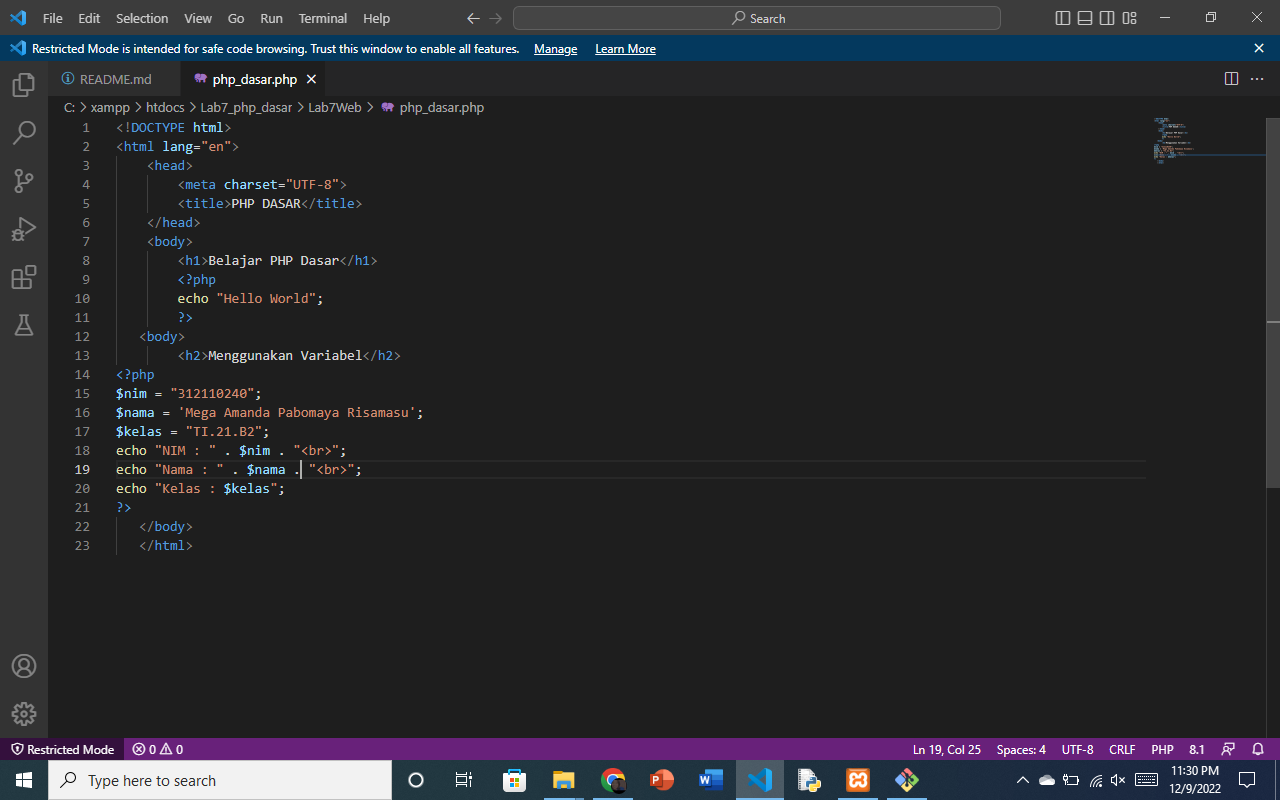 File Edit Selection View Go Run Terminal Help Search
Restricted Mode is intended for safe code browsing. Trust this window to enable all features. Manage Learn More
README.md php_dasar.php
C: > xampp > htdocs > Lab7_php_dasar > Lab7Web > php_dasar.php
1 <!DOCTYPE html>
2 <html lang="en">
3 <head>
4 <meta charset="UTF-8">
5 <title>PHP DASAR</title>
6 </head>
7 <body>
8 <h1>Belajar PHP Dasar</h1>
9 <?php
10 echo "Hello World";
11 ?>
12 <body>
13 <h2>Menggunakan Variabel</h2>
14 <?php
15 $nim = "312110240";
16 $nama = 'Mega Amanda Pabomaya Risamasu';
17 $kelas = "TI.21.B2";
18 echo "NIM : " . $nim . "<br>";
19 echo "Nama : " . $nama . "<br>";
20 echo "Kelas : $kelas";
21 ?>
22 </body>
23 </html>
Restricted Mode 0 0 Ln 19, Col 25 Spaces: 4 UTF-8 CRLF PHP 8.1
Type here to search
11:30 PM
12/9/2022